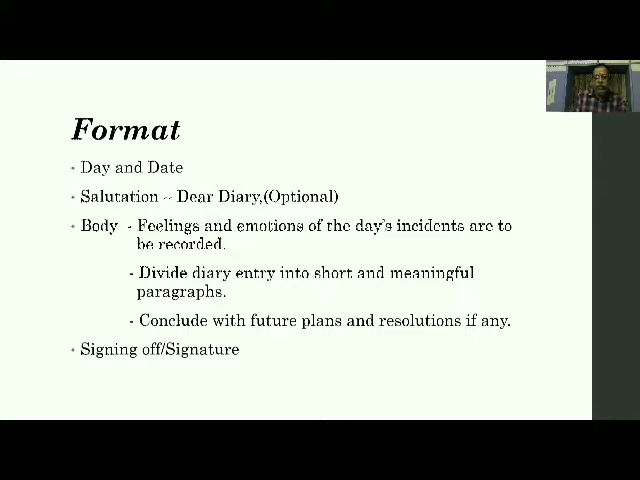 Format
• Day and Date
• Salutation -- Dear Diary,(Optional)
• Body - Feelings and emotions of the day's incidents are to
be recorded.
- Divide diary entry into short and meaningful
paragraphs.
- Conclude with future plans and resolutions if any.
• Signing off/Signature